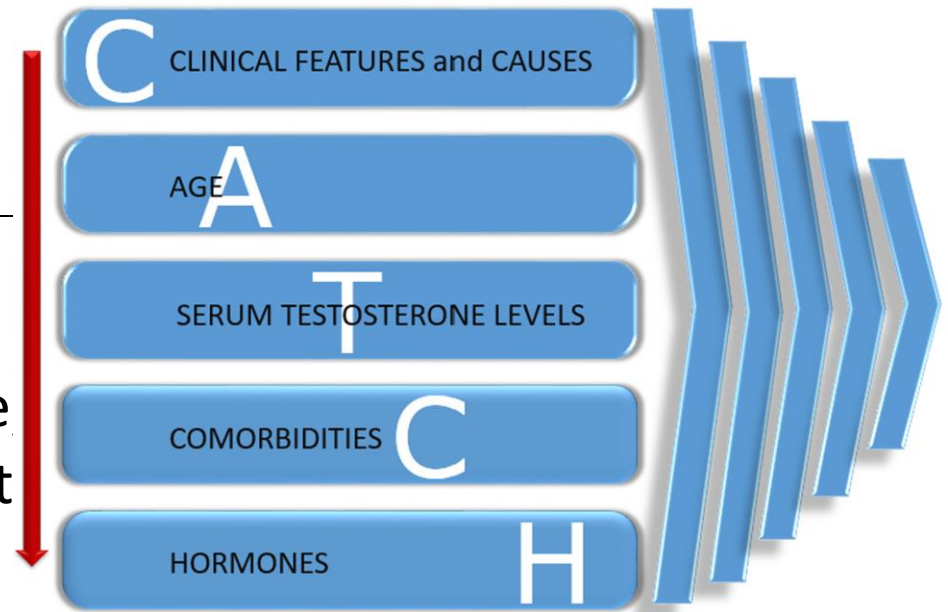 C CLINICAL FEATURES and CAUSES
AGE A
SERUM TESTOSTERONE LEVELS T
e
COMORBIDITIES C
t
HORMONES H